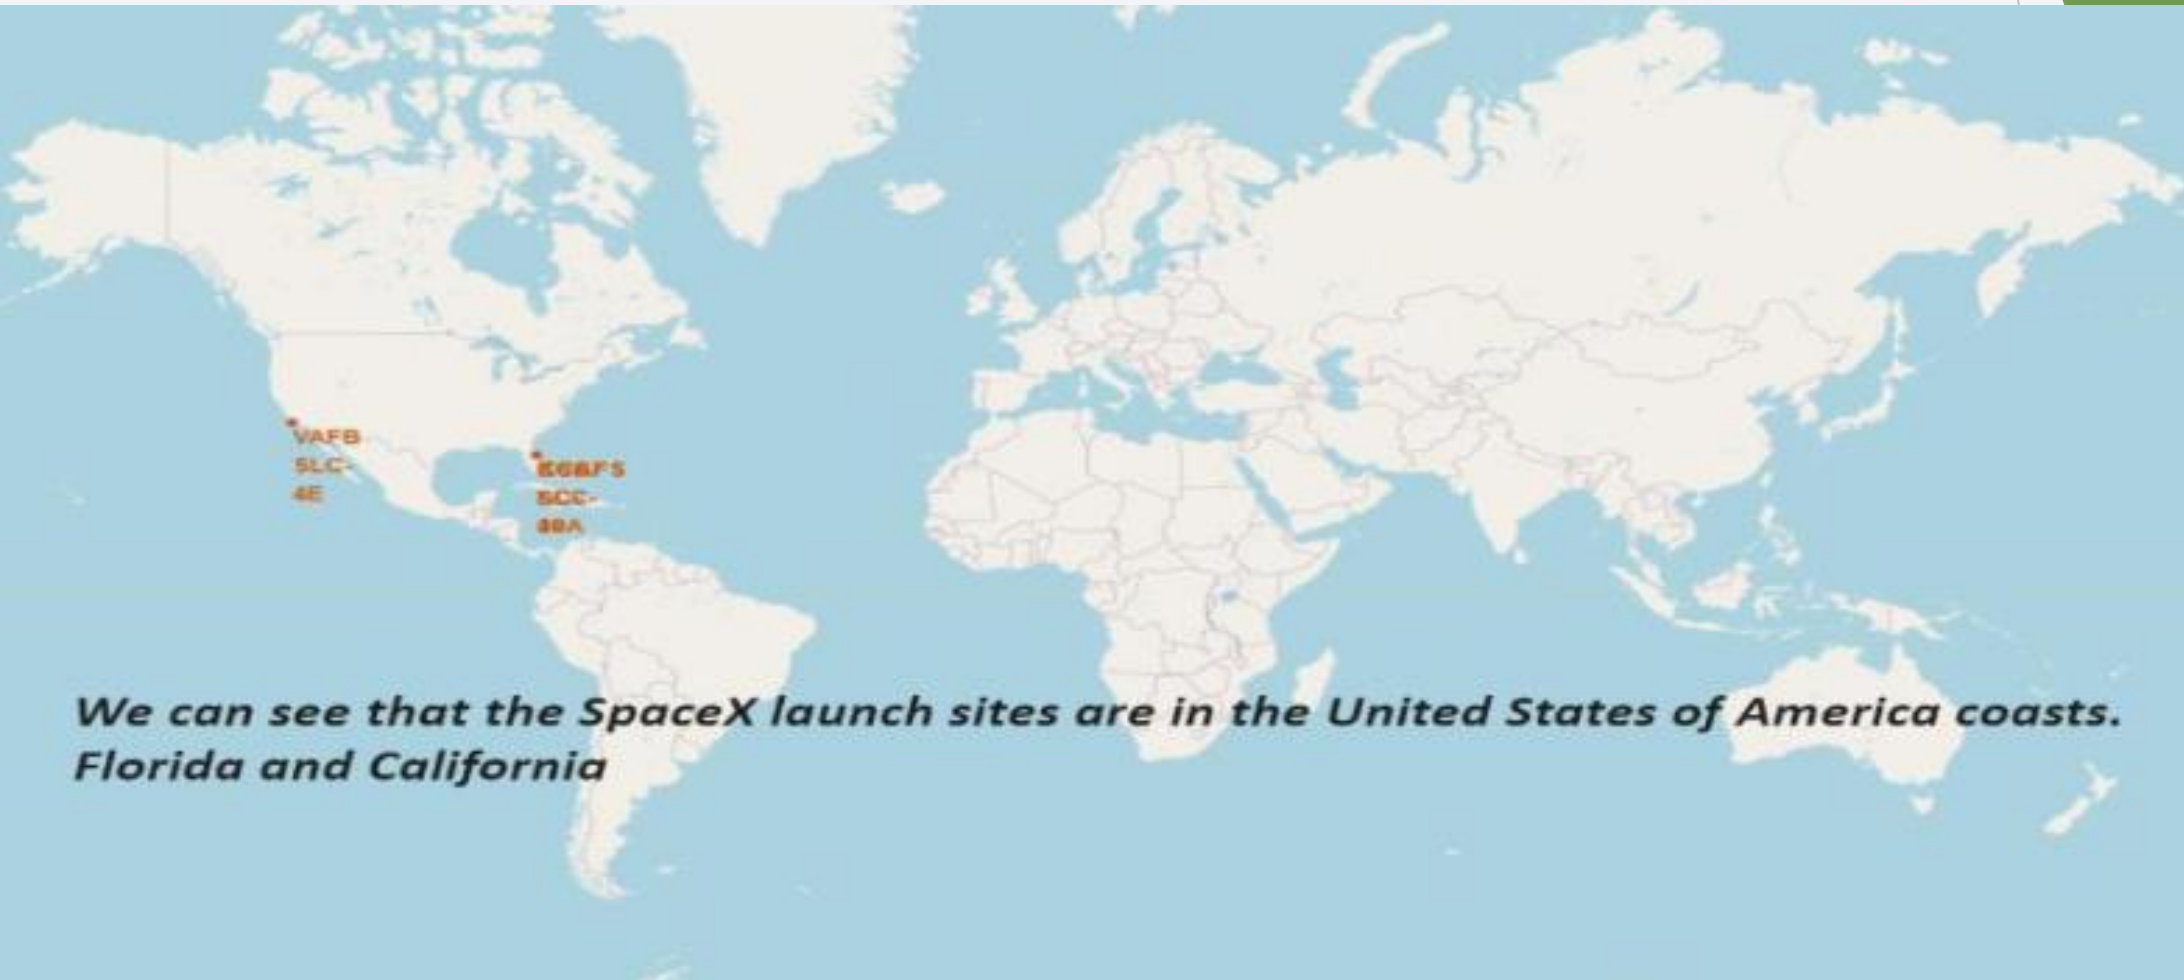 VAFB
SLC-
4E
We can see that the SpaceX launch sites are in the United States of America coasts.
Florida and California